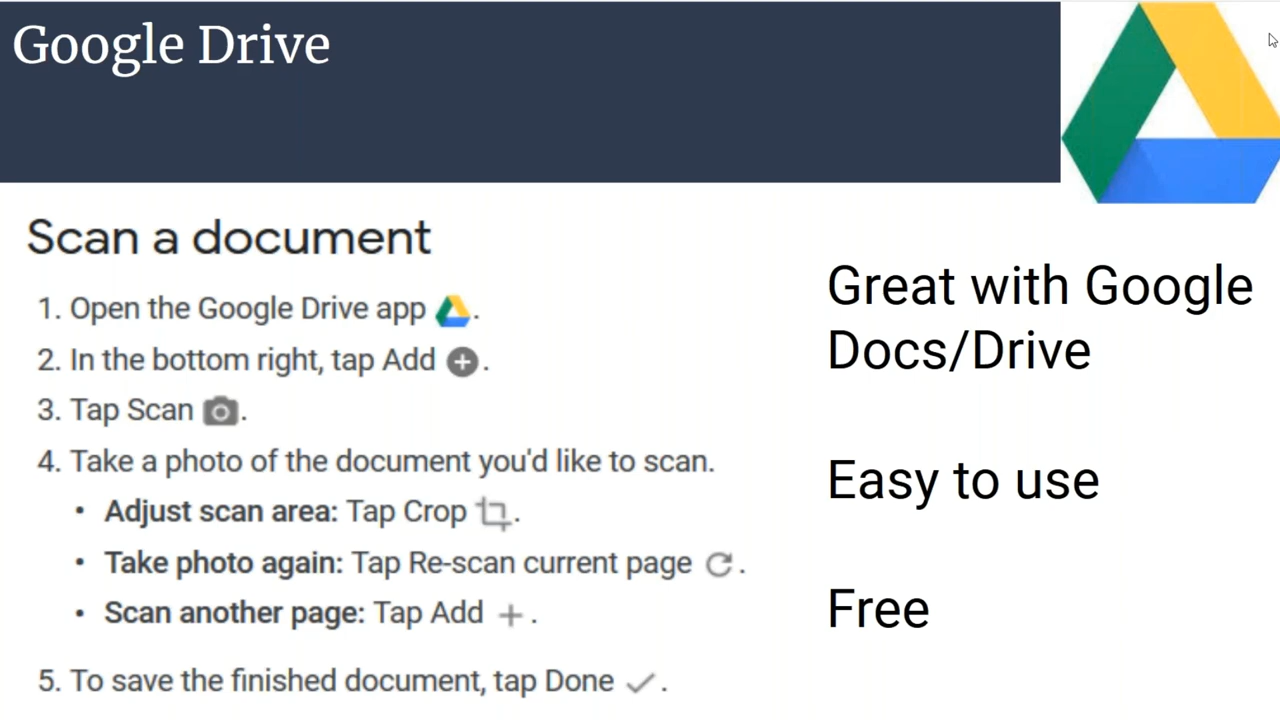 Google Drive
Scan a document
1. Open the Google Drive app .
2. In the bottom right, tap Add .
3. Tap Scan .
4. Take a photo of the document you'd like to scan.
• Adjust scan area: Tap Crop .
• Take photo again: Tap Re-scan current page .
• Scan another page: Tap Add + .
5. To save the finished document, tap Done ✓ .
Great with Google
Docs/Drive
Easy to use
Free